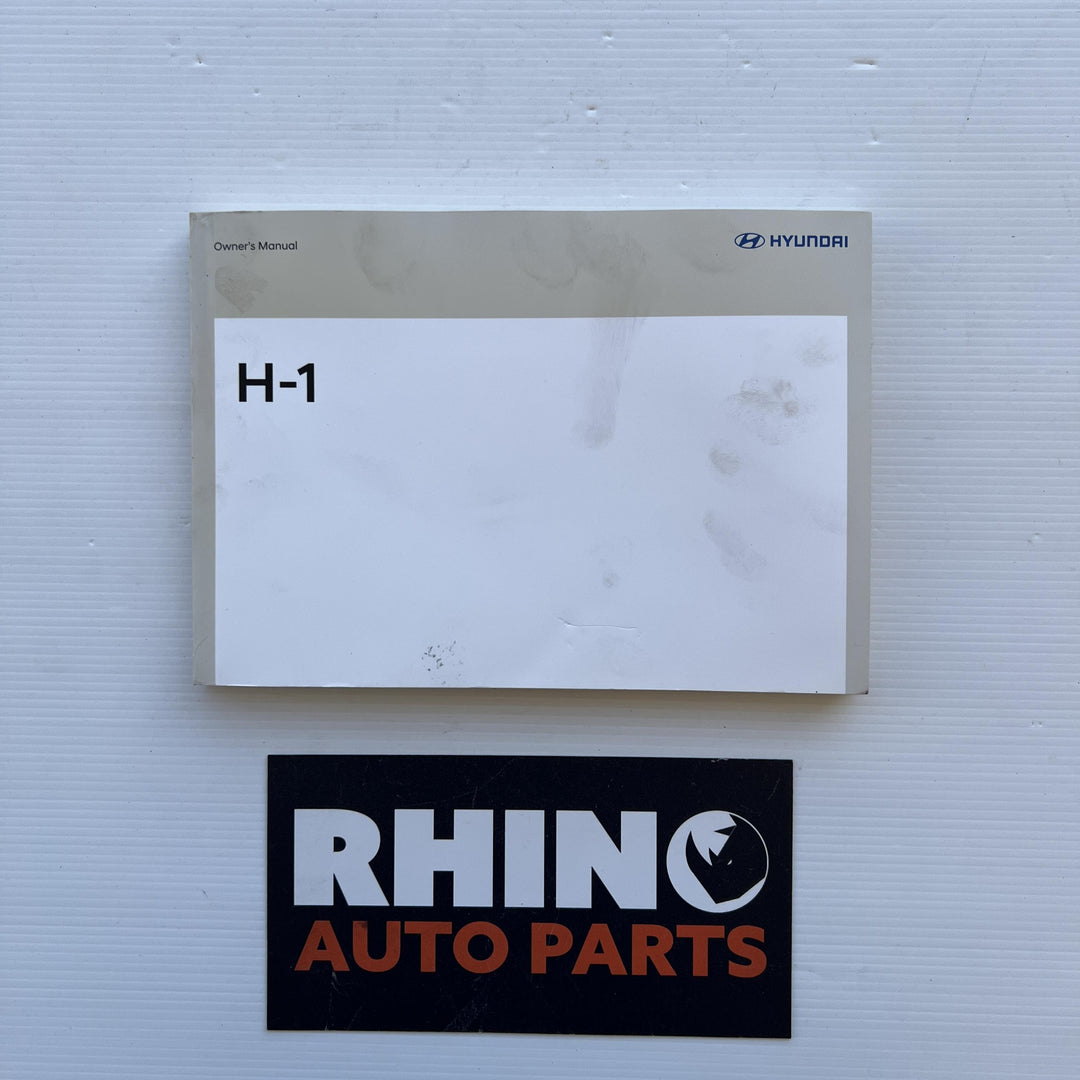 Owner's Manual
HYUNDAI
H-1
RHINO
AUTO PARTS